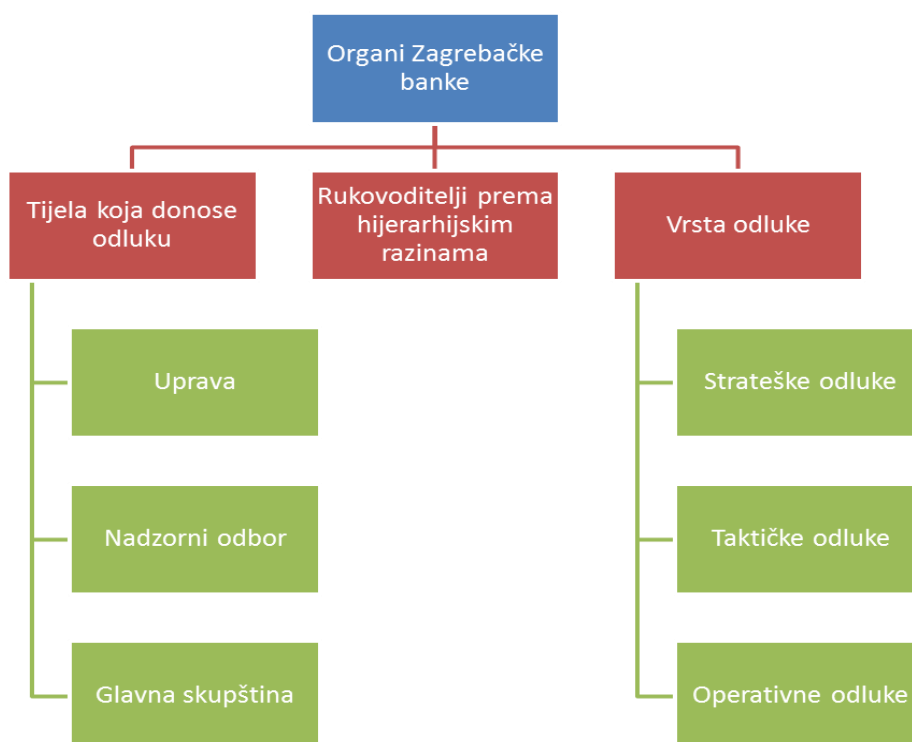 Organi Zagrebačke
banke
Tijela koja donose
odluku
Rukovoditelji prema
hijerarhijskim
razinama
Vrsta odluke
Uprava
Strateške odluke
Nadzorni odbor
Taktičke odluke
Glavna skupština
Operativne odluke